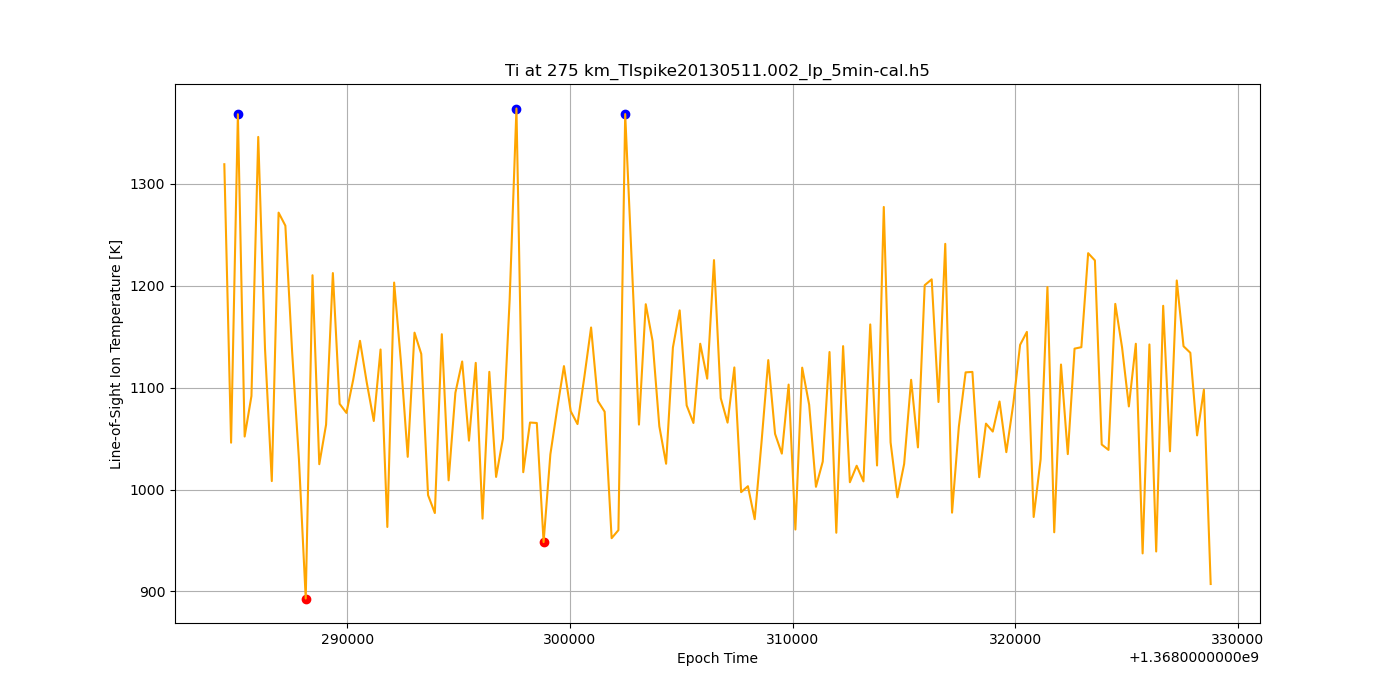 Ti at 275 km_TIspike20130511.002_lp_5min-cal.h5
Line-of-Sight Ion Temperature [K]
1300
1200
1100
1000
900
290000
300000
310000
320000
330000
Epoch Time
+1.3680000000e9